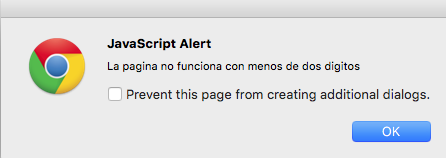 JavaScript Alert
La pagina no funciona con menos de dos digitos
Prevent this page from creating additional dialogs.
OK